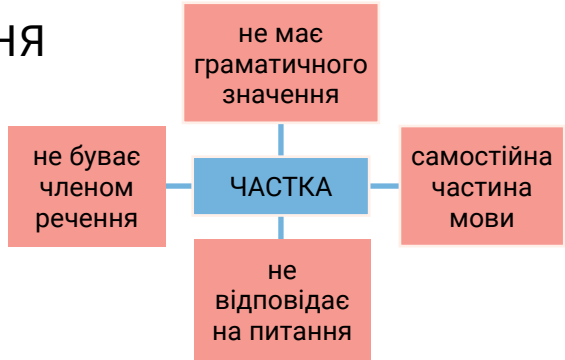 ня
не має
граматичного
значення
не буває
членом
речення
ЧАСТКА
самостійна
частина
мови
не
відповідає
на питання